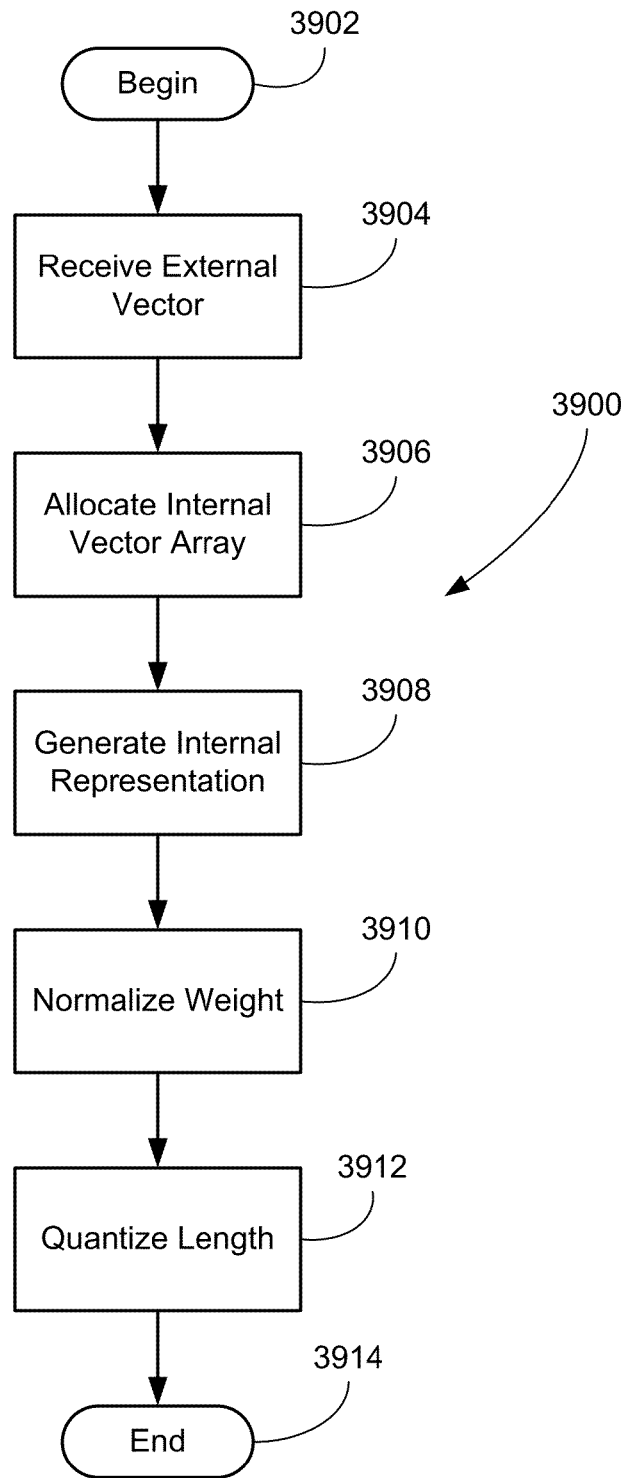 3902
Begin
3904
Receive External
Vector
3900
3906
Allocate Internal
Vector Array
3908
Generate Internal
Representation
3910
Normalize Weight
3912
Quantize Length
3914
End